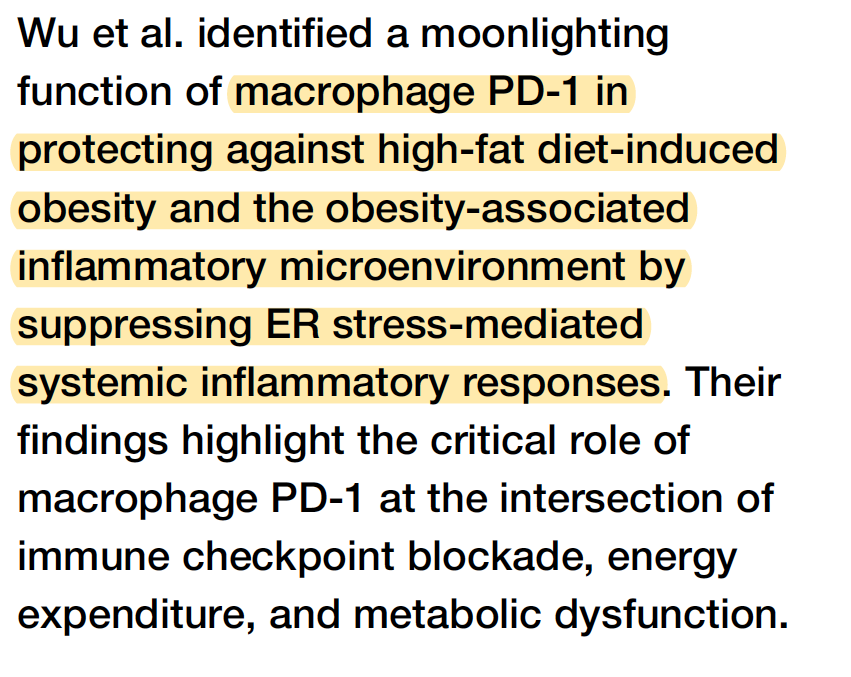 Wu et al. identified a moonlighting
function of macrophage PD-1 in
protecting against high-fat diet-induced
obesity and the obesity-associated
inflammatory microenvironment by
suppressing ER stress-mediated
systemic inflammatory responses. Their
findings highlight the critical role of
macrophage PD-1 at the intersection of
immune checkpoint blockade, energy
expenditure, and metabolic dysfunction.